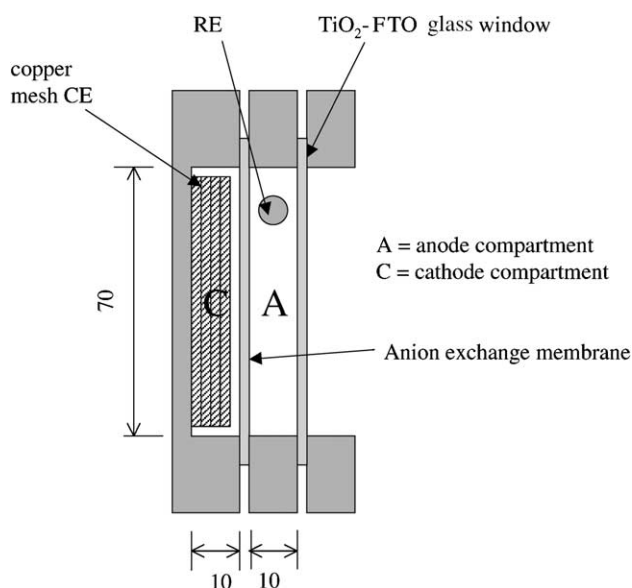 RE
TiO₂-FTO glass window
copper
mesh CE
A = anode compartment
C = cathode compartment
C
A
70
Anion exchange membrane
10
10